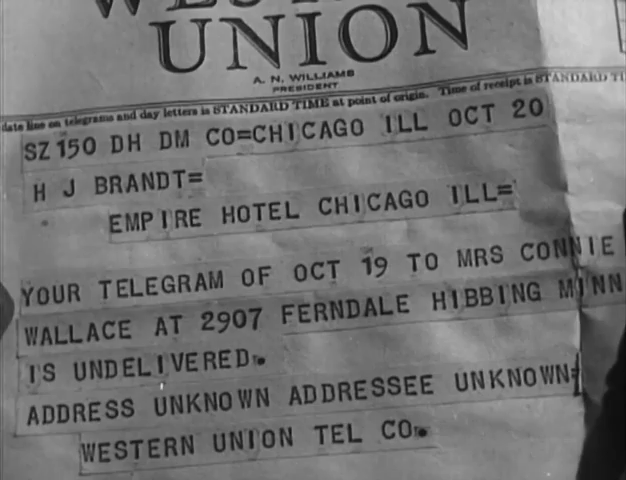 UNION
A. N. WILLIAMS
PRESIDENT
date line on telegrams and day letters is STANDARD TIME at point of origin. Time of receipt is STANDARD
SZ150 DH DM CO=CHICAGO ILL OCT 20
H J BRANDT=
EMPIRE HOTEL CHICAGO ILL=
YOUR TELEGRAM OF OCT 19 TO MRS CONNIE
WALLACE AT 2907 FERNDALE HIBBING MINN
IS UNDELIVERED.
ADDRESS UNKNOWN ADDRESSEE UNKNOWN=
WESTERN UNION TEL CO.